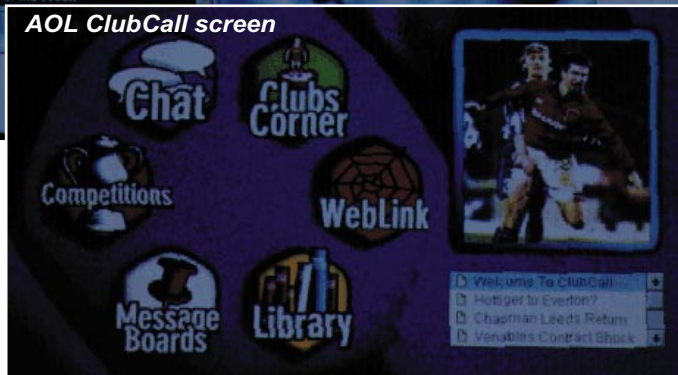 AOL ClubCall screen
Chat
Clubs
Corner
Competitions
WebLink
Message
Boards
Library
Welcome To ClubCall
Hottiger to Everton?
Chapman Leeds Return
Venables Contract Shock